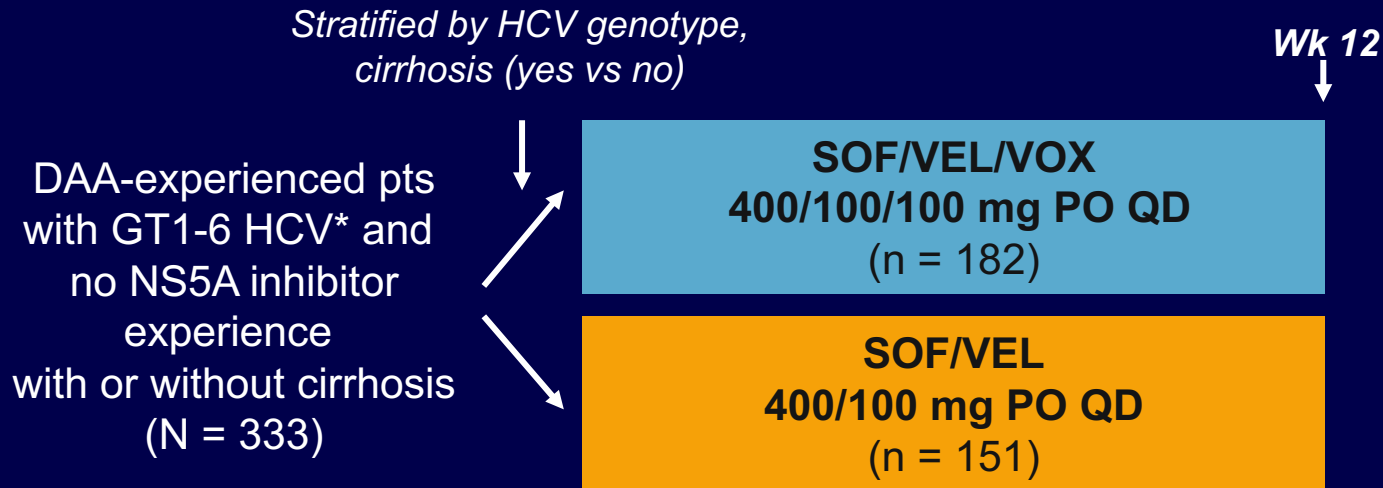 Stratified by HCV genotype,
cirrhosis (yes vs no)
Wk 12
DAA-experienced pts
with GT1-6 HCV* and
no NS5A inhibitor
experience
with or without cirrhosis
(N = 333)
SOF/VEL/VOX
400/100/100 mg PO QD
(n = 182)
SOF/VEL
400/100 mg PO QD
(n = 151)